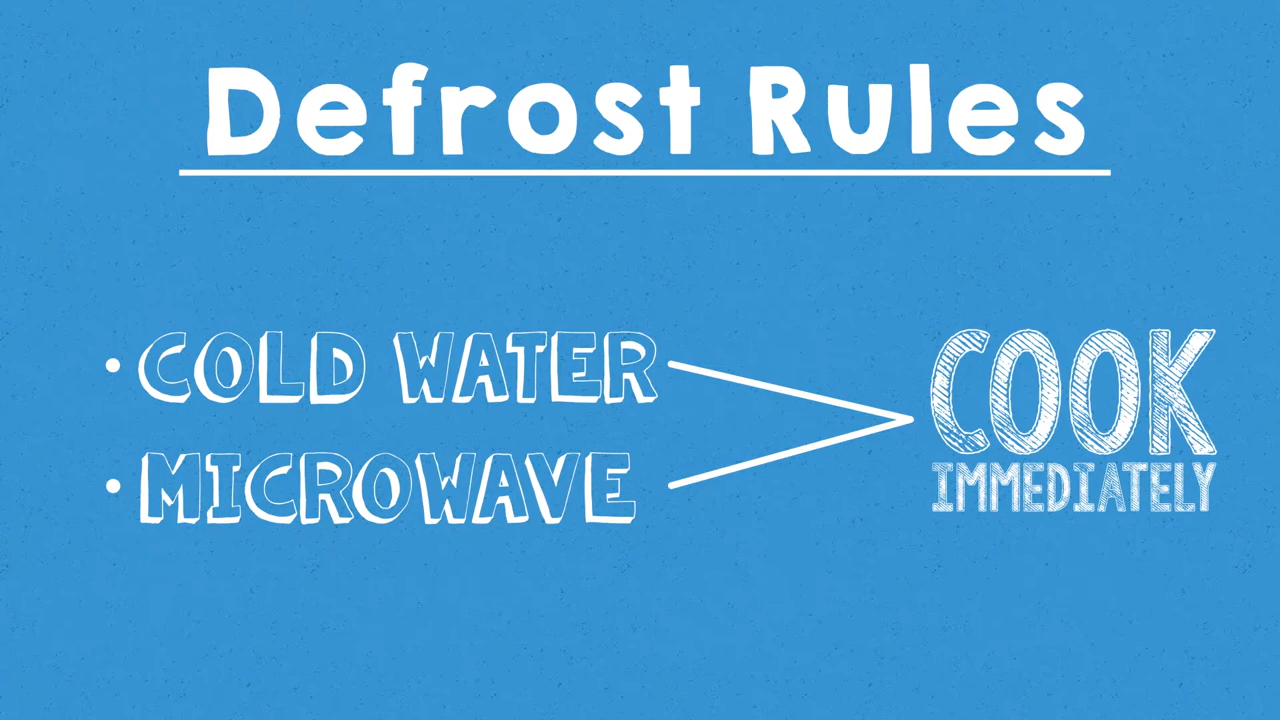 Defrost Rules
• COLD WATER
• MICROWAVE
COOK
IMMEDIATELY